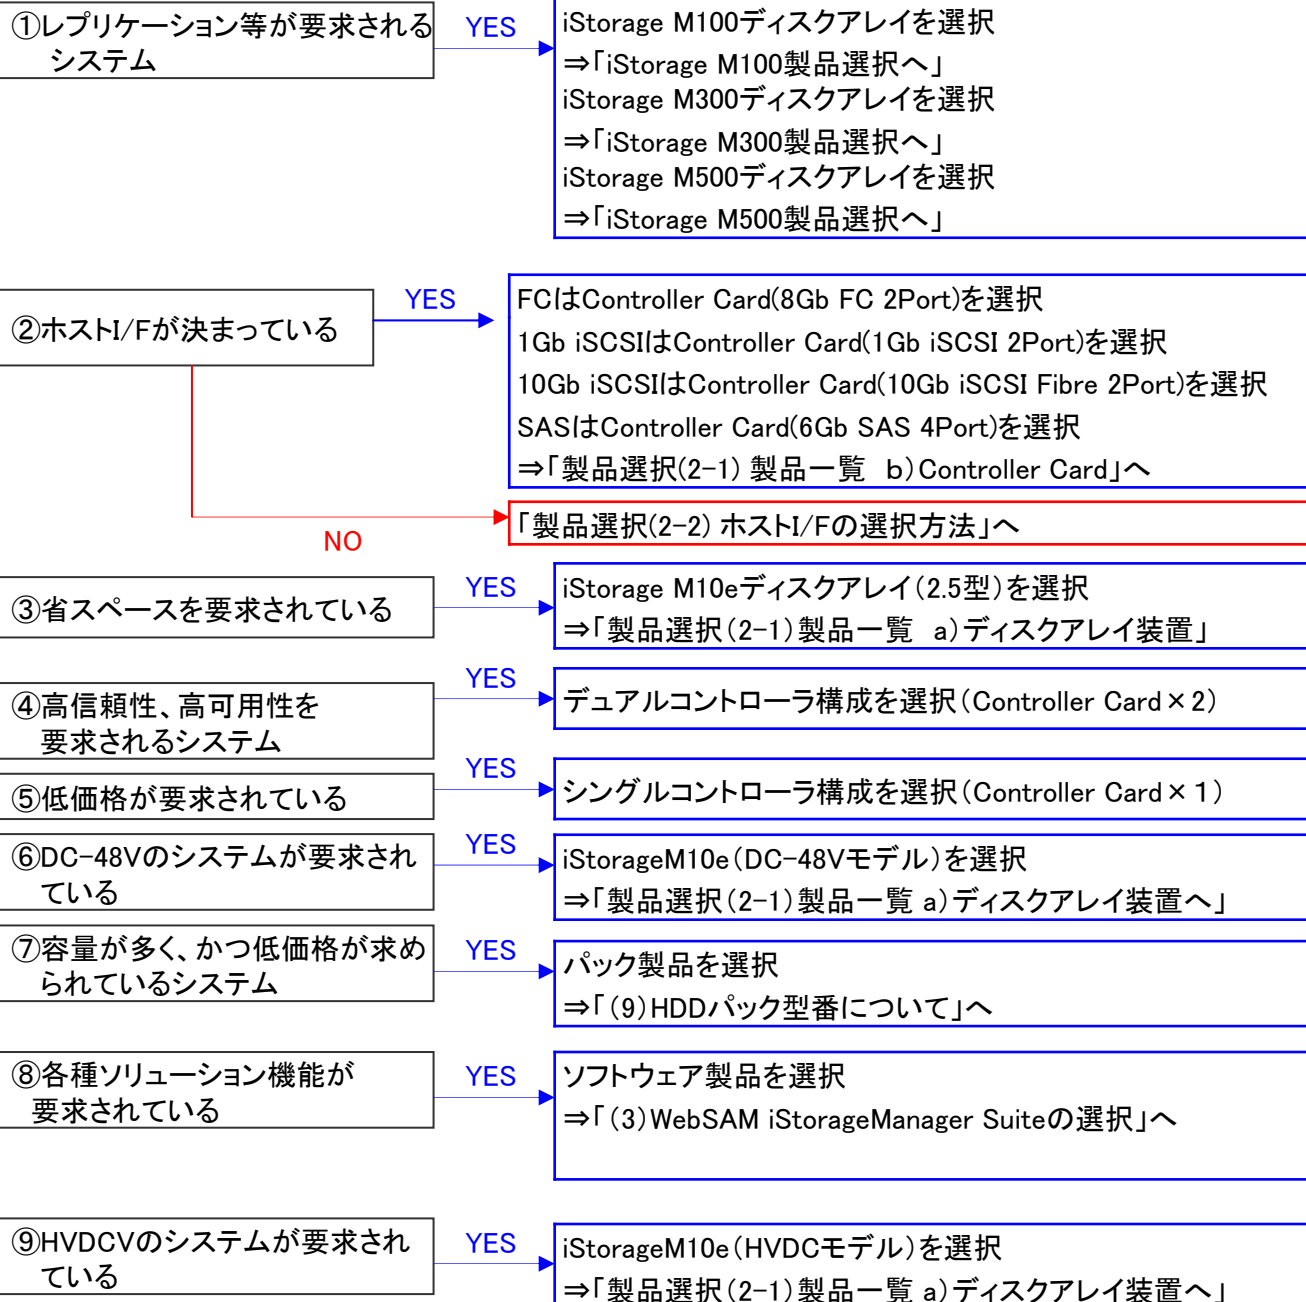 ①レプリケーション等が要求される
システム
YES
iStorage M100ディスクアレイを選択
⇒「iStorage M100製品選択へ」
iStorage M300ディスクアレイを選択
⇒「iStorage M300製品選択へ」
iStorage M500ディスクアレイを選択
⇒「iStorage M500製品選択へ」
②ホストI/Fが決まっている
YES
FCはController Card(8Gb FC 2Port)を選択
1Gb iSCSIはController Card(1Gb iSCSI 2Port)を選択
10Gb iSCSIはController Card(10Gb iSCSI Fibre 2Port)を選択
SASはController Card(6Gb SAS 4Port)を選択
⇒「製品選択(2-1) 製品一覧　b)Controller Card」へ
NO
「製品選択(2-2) ホストI/Fの選択方法」へ
③省スペースを要求されている
YES
iStorage M10eディスクアレイ(2.5型)を選択
⇒「製品選択(2-1)製品一覧　a)ディスクアレイ装置」
④高信頼性、高可用性を
要求されるシステム
YES
デュアルコントローラ構成を選択(Controller Card×2)
⑤低価格が要求されている
YES
シングルコントローラ構成を選択(Controller Card×１)
⑥DC-48Vのシステムが要求され
ている
YES
iStorageM10e(DC-48Vモデル)を選択
⇒「製品選択(2-1)製品一覧 a)ディスクアレイ装置へ」
⑦容量が多く、かつ低価格が求め
られているシステム
YES
パック製品を選択
⇒「(9)HDDパック型番について」へ
⑧各種ソリューション機能が
要求されている
YES
ソフトウェア製品を選択
⇒「(3)WebSAM iStorageManager Suiteの選択」へ
⑨HVDCVのシステムが要求され
ている
YES
iStorageM10e(HVDCモデル)を選択
⇒「製品選択(2-1)製品一覧 a)ディスクアレイ装置へ」